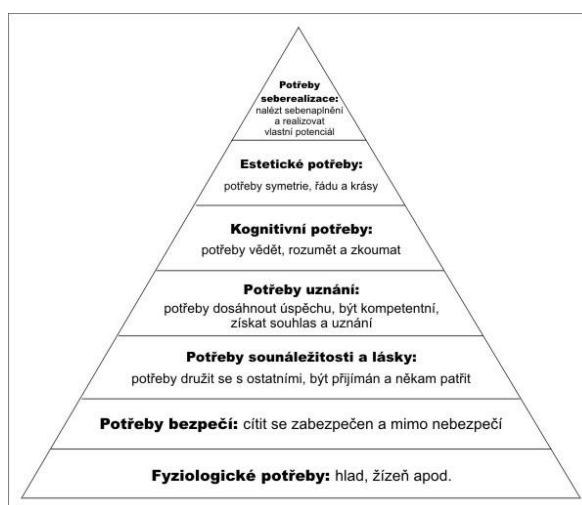 Potřeby
seberealizace:
nalézt sebenaplnění
a realizovat
vlastní potenciál
Estetické potřeby:
potřeby symetrie, řádu a krásy
Kognitivní potřeby:
potřeby vědět, rozumět a zkoumat
Potřeby uznání:
potřeby dosáhnout úspěchu, být kompetentní,
získat souhlas a uznání
Potřeby sounáležitosti a lásky:
potřeby družit se s ostatními, být přijímán a někam patřit
Potřeby bezpečí: cítit se zabezpečen a mimo nebezpečí
Fyziologické potřeby: hlad, žízeň apod.